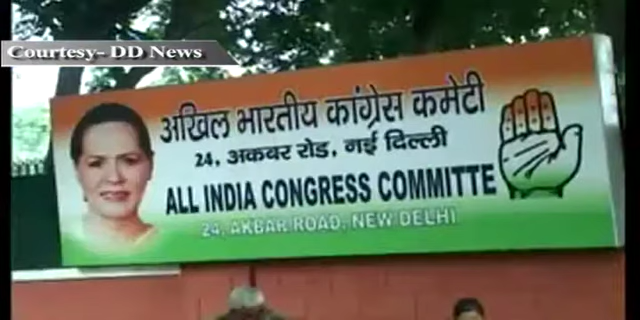 Courtesy- DD News
अखिल भारतीय कांग्रेस कमेटी
24, अकबर रोड, नई दिल्ली
ALL INDIA CONGRESS COMMITTE
24, AKBAR ROAD, NEW DELHI